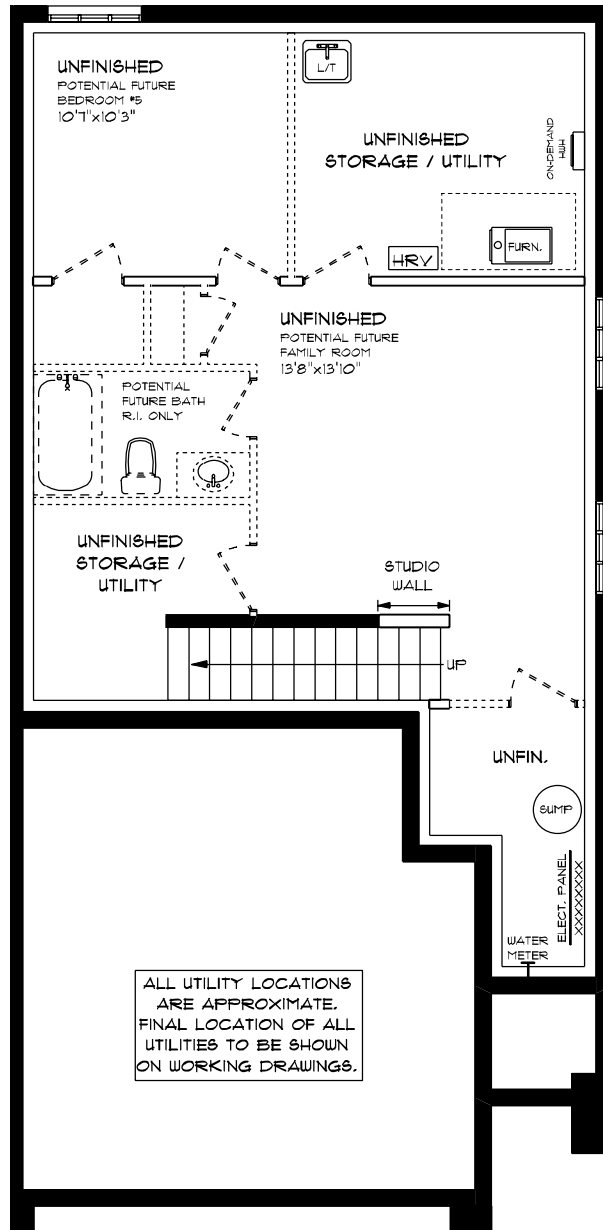 UNFINISHED
POTENTIAL FUTURE
BEDROOM #5
10'7"x10'3"
L/T
UNFINISHED
STORAGE / UTILITY
ON-DEMAND
HWH
FURN.
HRV
UNFINISHED
POTENTIAL FUTURE
FAMILY ROOM
13'8"x13'10"
POTENTIAL
FUTURE BATH
R.I. ONLY
UNFINISHED
STORAGE /
UTILITY
STUDIO
WALL
UP
UNFIN.
SUMP
ELECT. PANEL
XXXXXXXXX
WATER
METER
ALL UTILITY LOCATIONS
ARE APPROXIMATE.
FINAL LOCATION OF ALL
UTILITIES TO BE SHOWN
ON WORKING DRAWINGS.